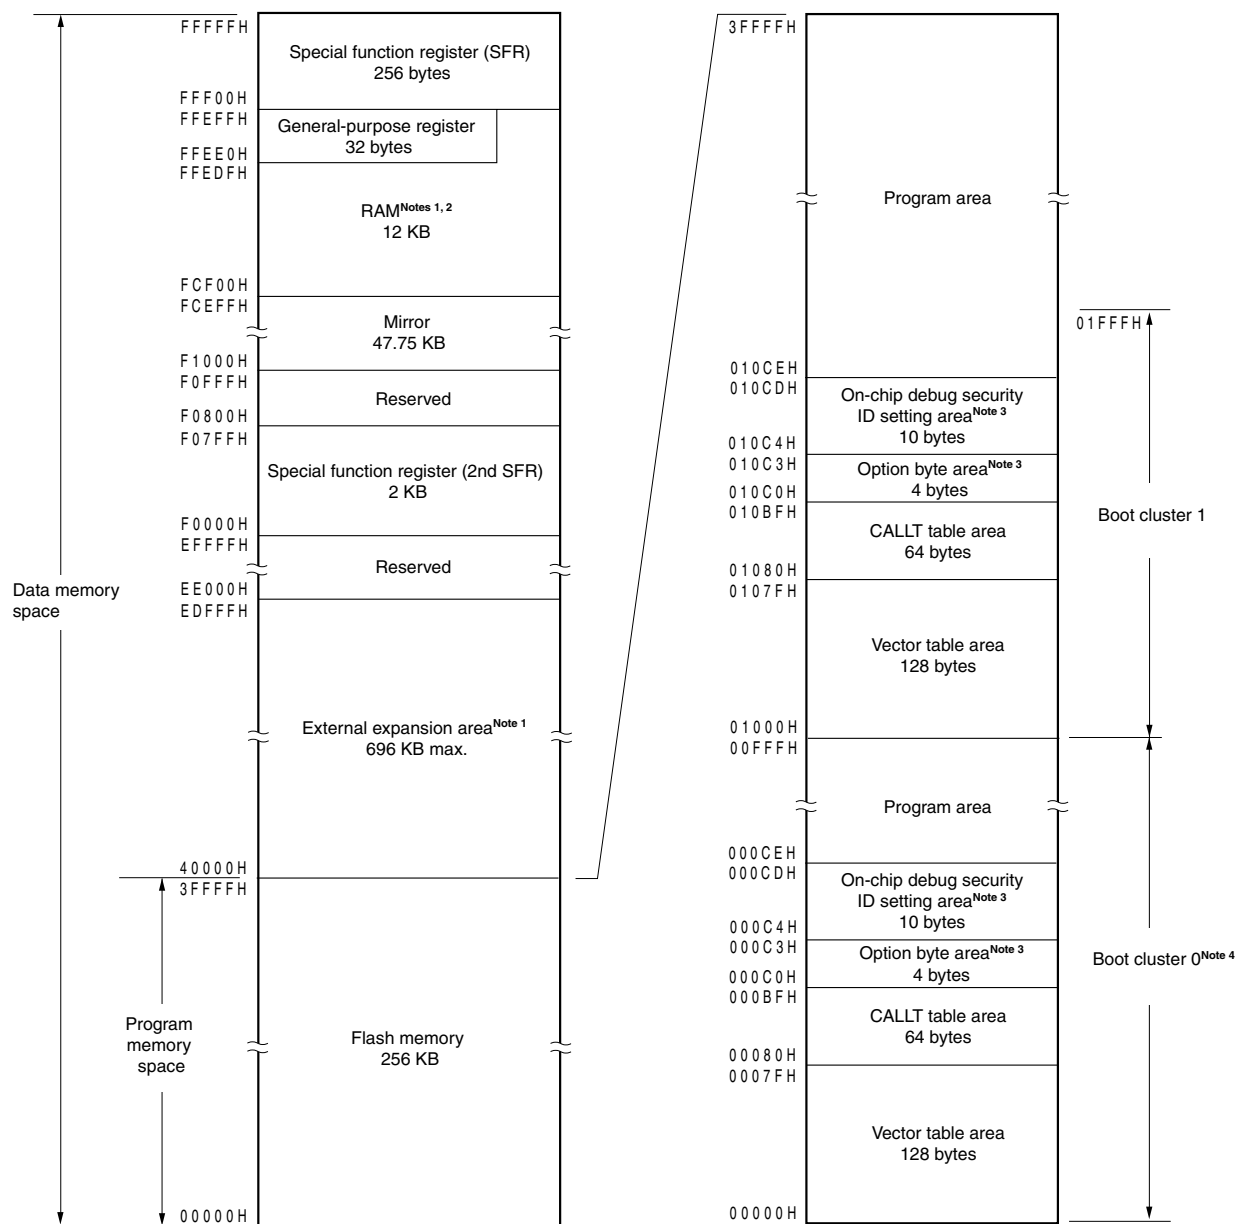 FFFFFH
Special function register (SFR)
256 bytes
FFF00H
FFEFFH
General-purpose register
32 bytes
FFEE0H
FFEDFH
RAMNotes 1, 2
12 KB
FCF00H
FCEFFH
Mirror
47.75 KB
F1000H
F0FFFH
Reserved
F0800H
F07FFH
Special function register (2nd SFR)
2 KB
F0000H
EFFFFH
Reserved
EE000H
EDFFFH
Data memory
space
External expansion areaNote 1
696 KB max.
40000H
3FFFFH
Program
memory
space
Flash memory
256 KB
00000H
3FFFFH
Program area
01FFFH
010CEH
010CDH
On-chip debug security
ID setting areaNote 3
10 bytes
010C4H
010C3H
Option byte areaNote 3
4 bytes
010C0H
010BFH
CALLT table area
64 bytes
Boot cluster 1
01080H
0107FH
Vector table area
128 bytes
01000H
00FFFH
Program area
000CEH
000CDH
On-chip debug security
ID setting areaNote 3
10 bytes
000C4H
000C3H
Option byte areaNote 3
4 bytes
Boot cluster 0Note 4
000C0H
000BFH
CALLT table area
64 bytes
00080H
0007FH
Vector table area
128 bytes
00000H